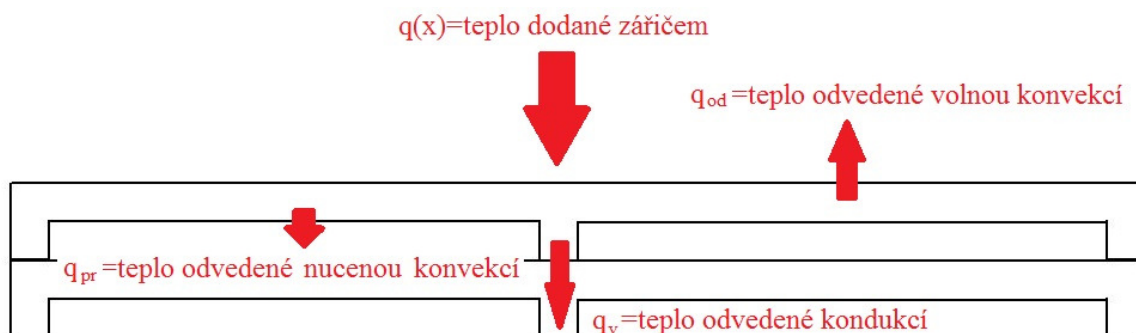 q(x)=teplo dodané zářičem
qod =teplo odvedené volnou konvekcí
qpr =teplo odvedené nucenou konvekcí
qv =teplo odvedené kondukcí